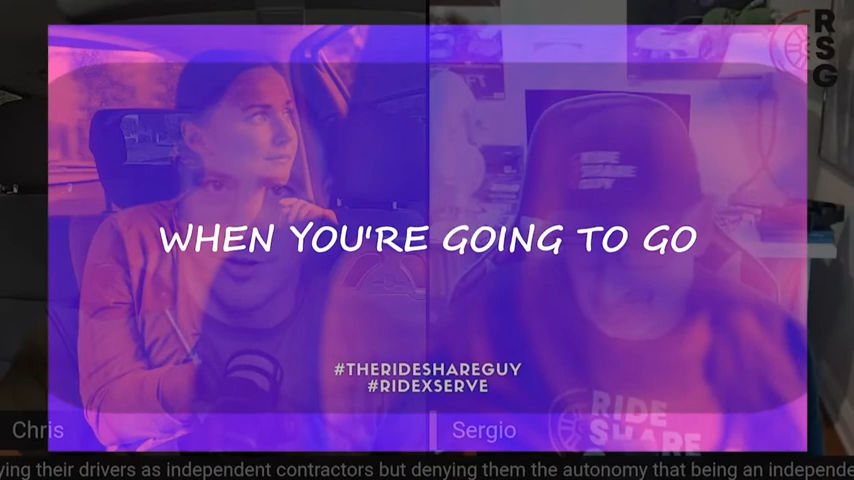 RSG
WHEN YOU'RE GOING TO GO
#THERIDESHAREGUY
#RIDEXSERVE
RIDE
SHARE
Chris
Sergio
ying their drivers as independent contractors but denying them the autonomy that being an independe